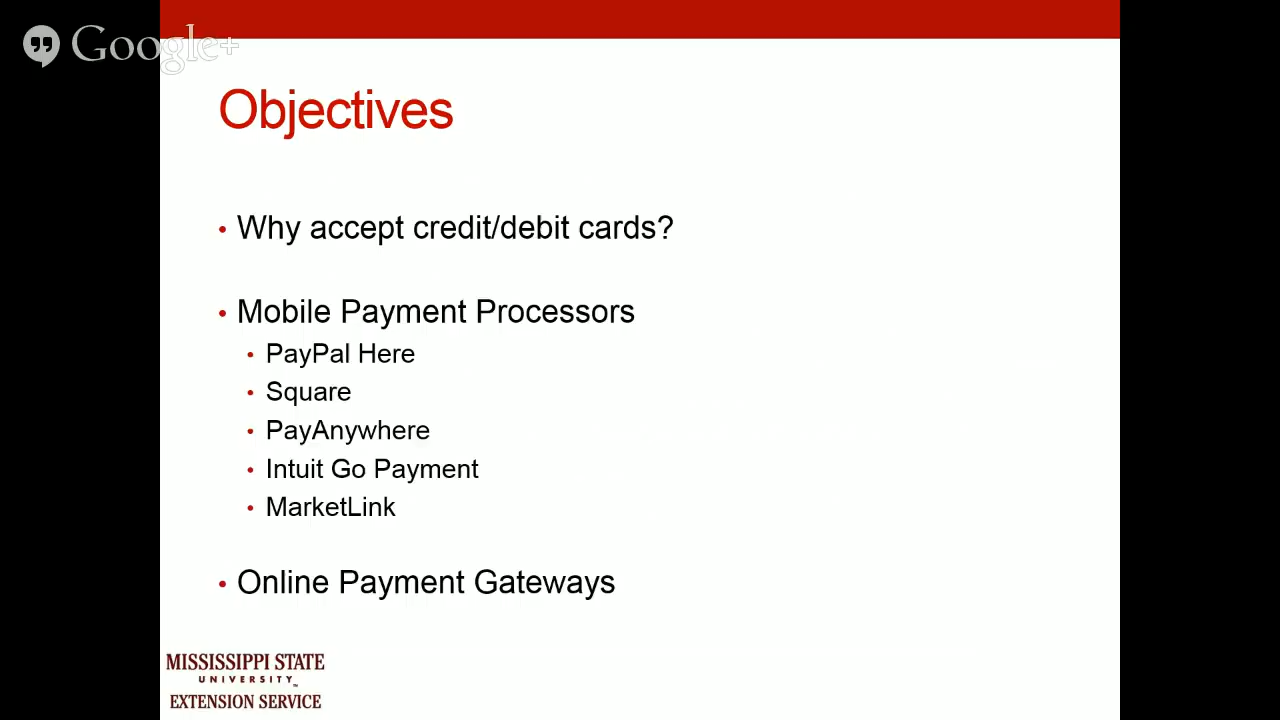 Google+
Objectives
• Why accept credit/debit cards?
• Mobile Payment Processors
• PayPal Here
• Square
• PayAnywhere
• Intuit Go Payment
• MarketLink
• Online Payment Gateways
MISSISSIPPI STATE
UNIVERSITY™
EXTENSION SERVICE